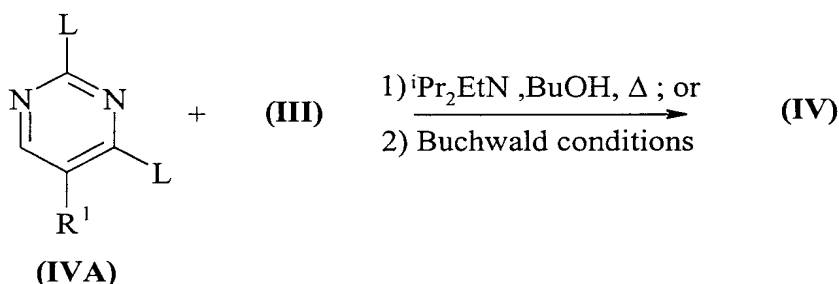 L
N N
+ (III) 1) ⁱPr₂EtN ,BuOH, Δ ; or (IV)
2) Buchwald conditions
L
R¹
(IVA)